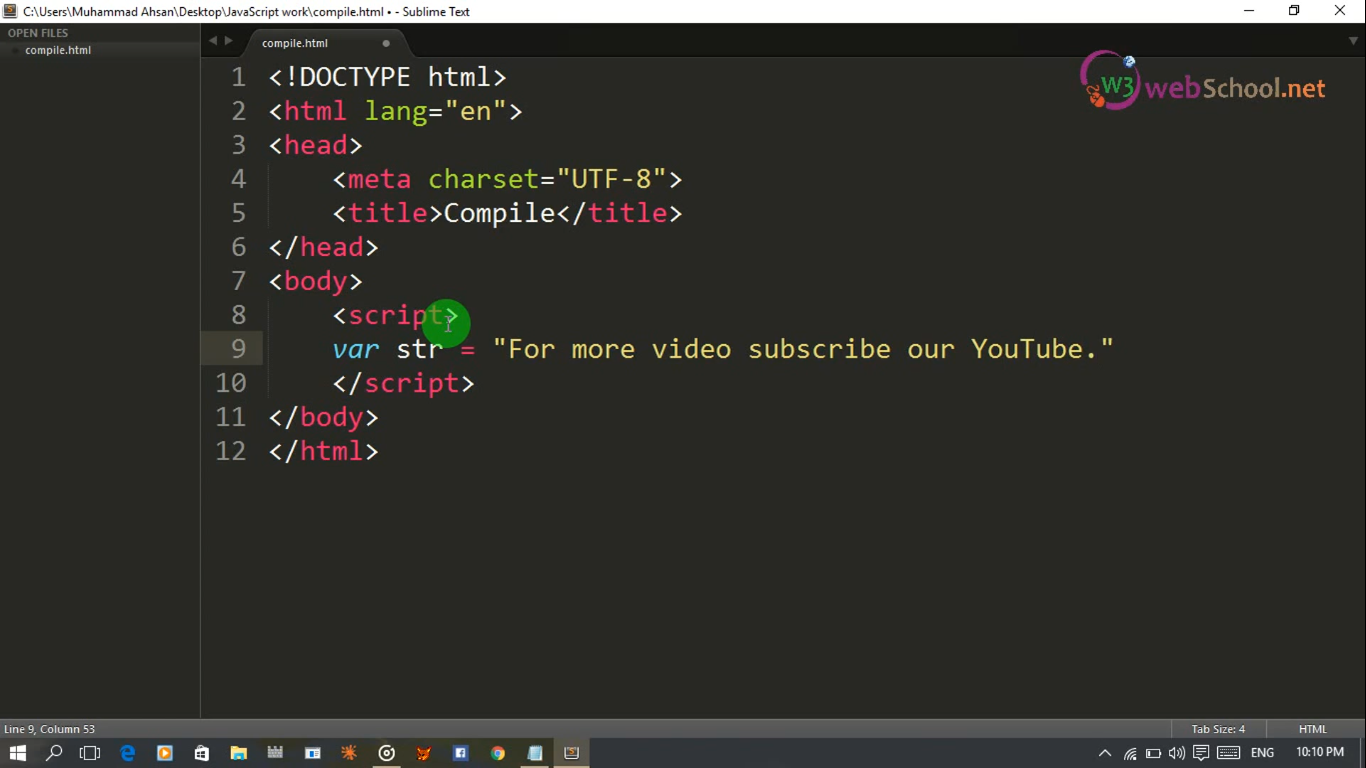 C:\Users\Muhammad Ahsan\Desktop\JavaScript work\compile.html • - Sublime Text
OPEN FILES
compile.html
compile.html
W3 webSchool.net
1 <!DOCTYPE html>
2 <html lang="en">
3 <head>
4 <meta charset="UTF-8">
5 <title>Compile</title>
6 </head>
7 <body>
8 <script>
9 var str = "For more video subscribe our YouTube."
10 </script>
11 </body>
12 </html>
Line 9, Column 53
Tab Size: 4
HTML
ENG
10:10 PM